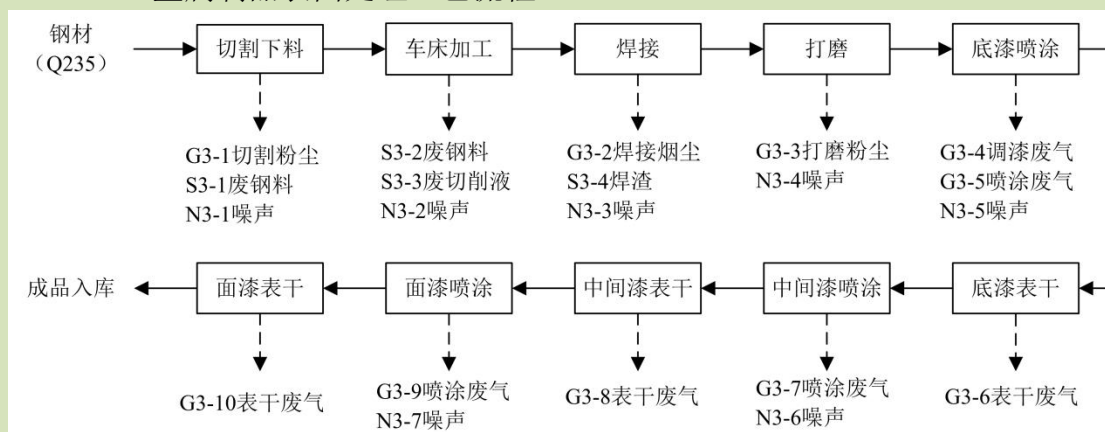 钢材
（Q235）
切割下料
车床加工
焊接
打磨
底漆喷涂
G3-1切割粉尘
S3-1废钢料
N3-1噪声
S3-2废钢料
S3-3废切削液
N3-2噪声
G3-2焊接烟尘
S3-4焊渣
N3-3噪声
G3-3打磨粉尘
N3-4噪声
G3-4调漆废气
G3-5喷涂废气
N3-5噪声
成品入库
面漆表干
面漆喷涂
中间漆表干
中间漆喷涂
底漆表干
G3-10表干废气
G3-9喷涂废气
N3-7噪声
G3-8表干废气
G3-7喷涂废气
N3-6噪声
G3-6表干废气